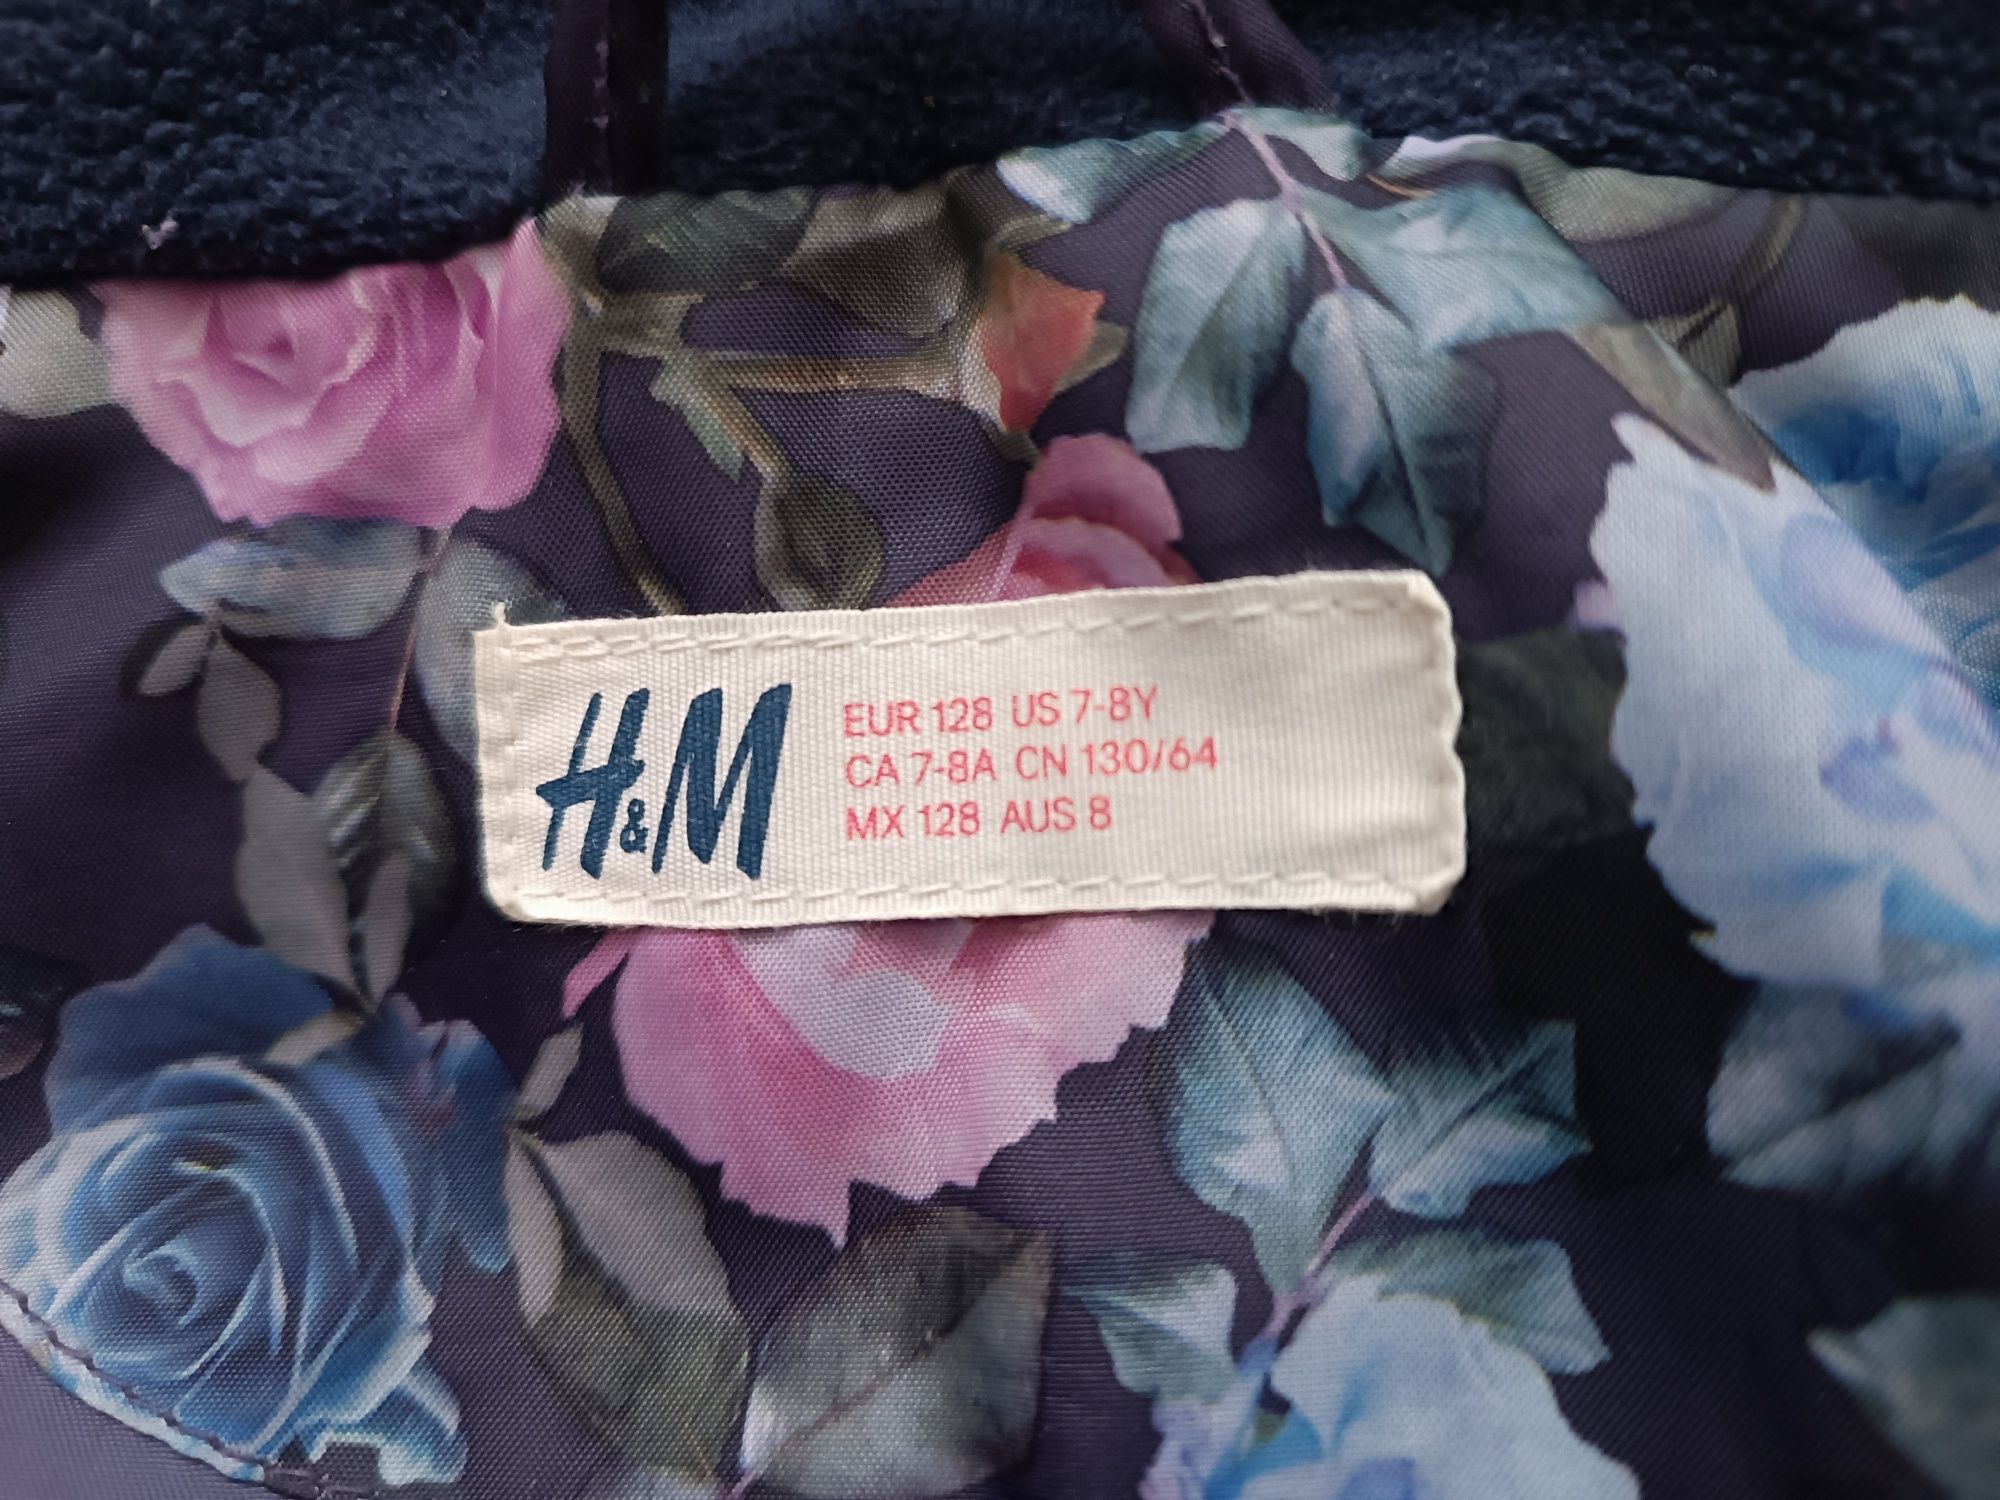 H&M
EUR 128 US 7-8Y
CA 7-8A CN 130/64
MX 128 AUS 8